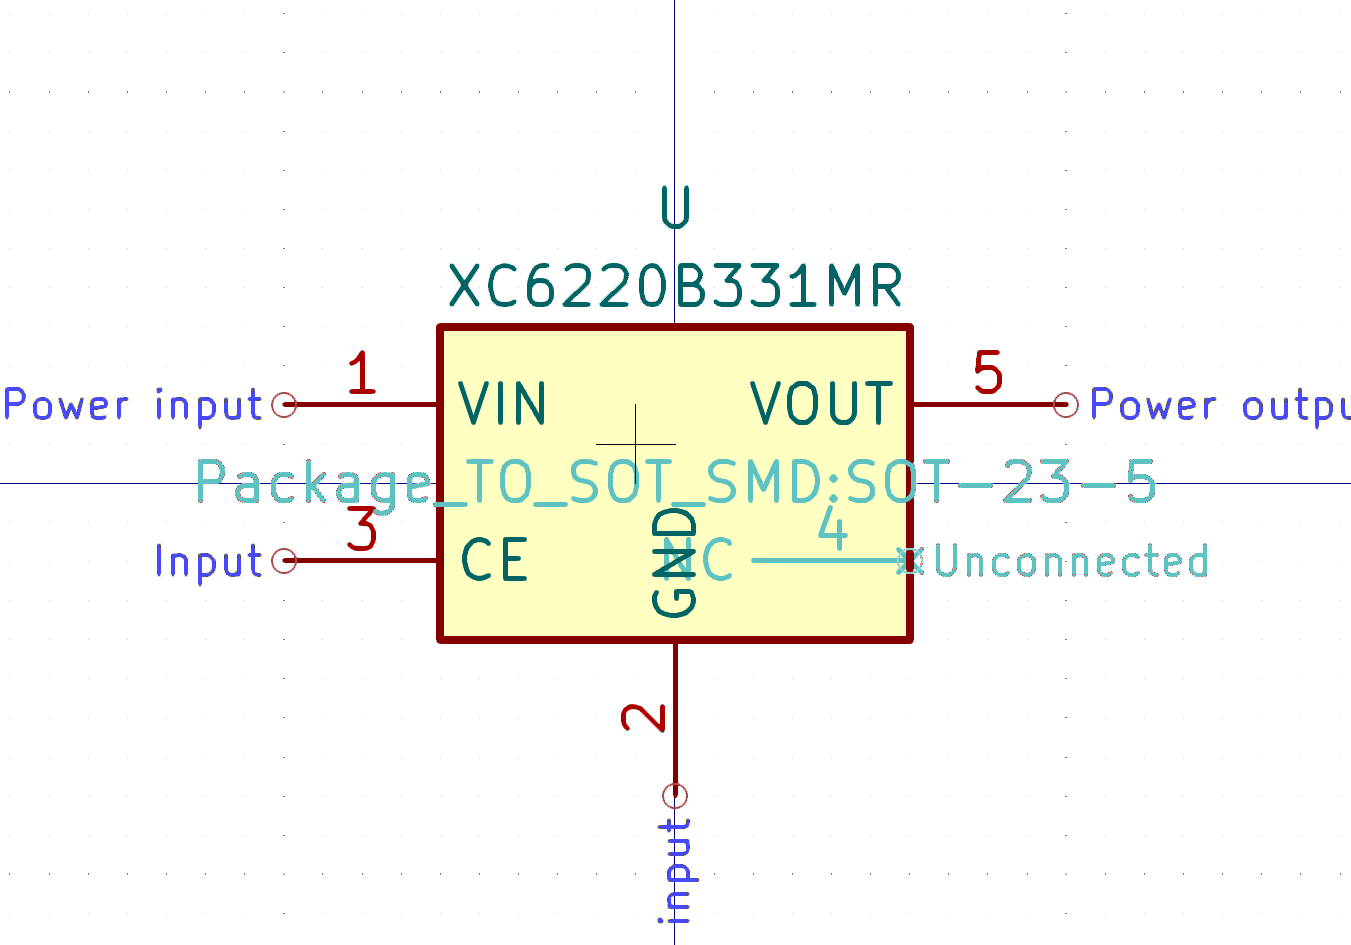 U
XC6220B331MR
1
5
Power input
VIN
VOUT
Power outpu
Package_TO_SOT_SMD:SOT-23-5
3
4
Input
CE
GND
NC
Unconnected
2
input